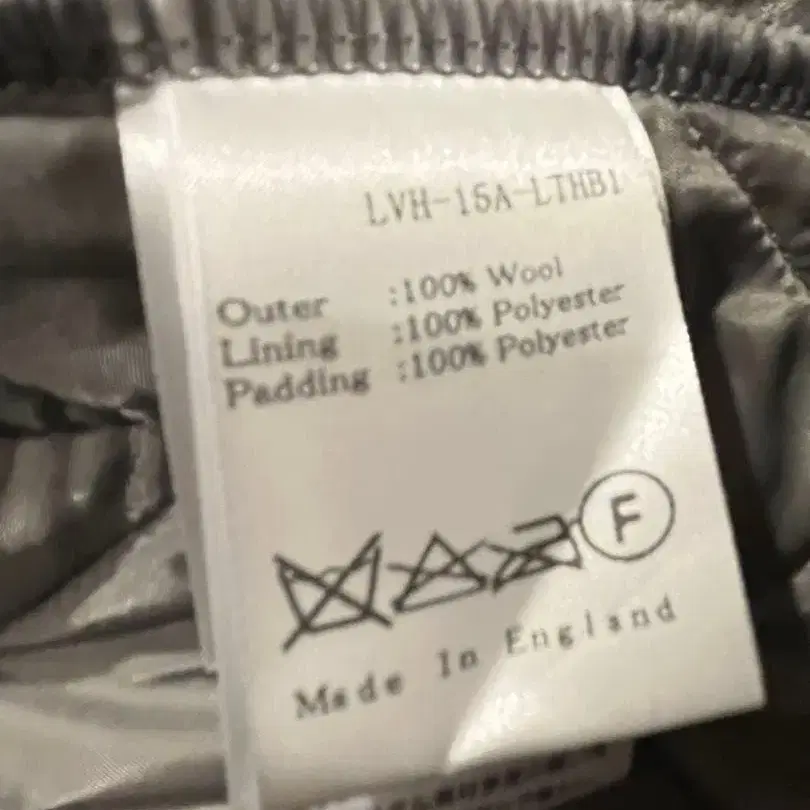 LVH-15A-LTHB1
Outer :100% Wool
Lining :100% Polyester
Padding :100% Polyester
F
Made In England